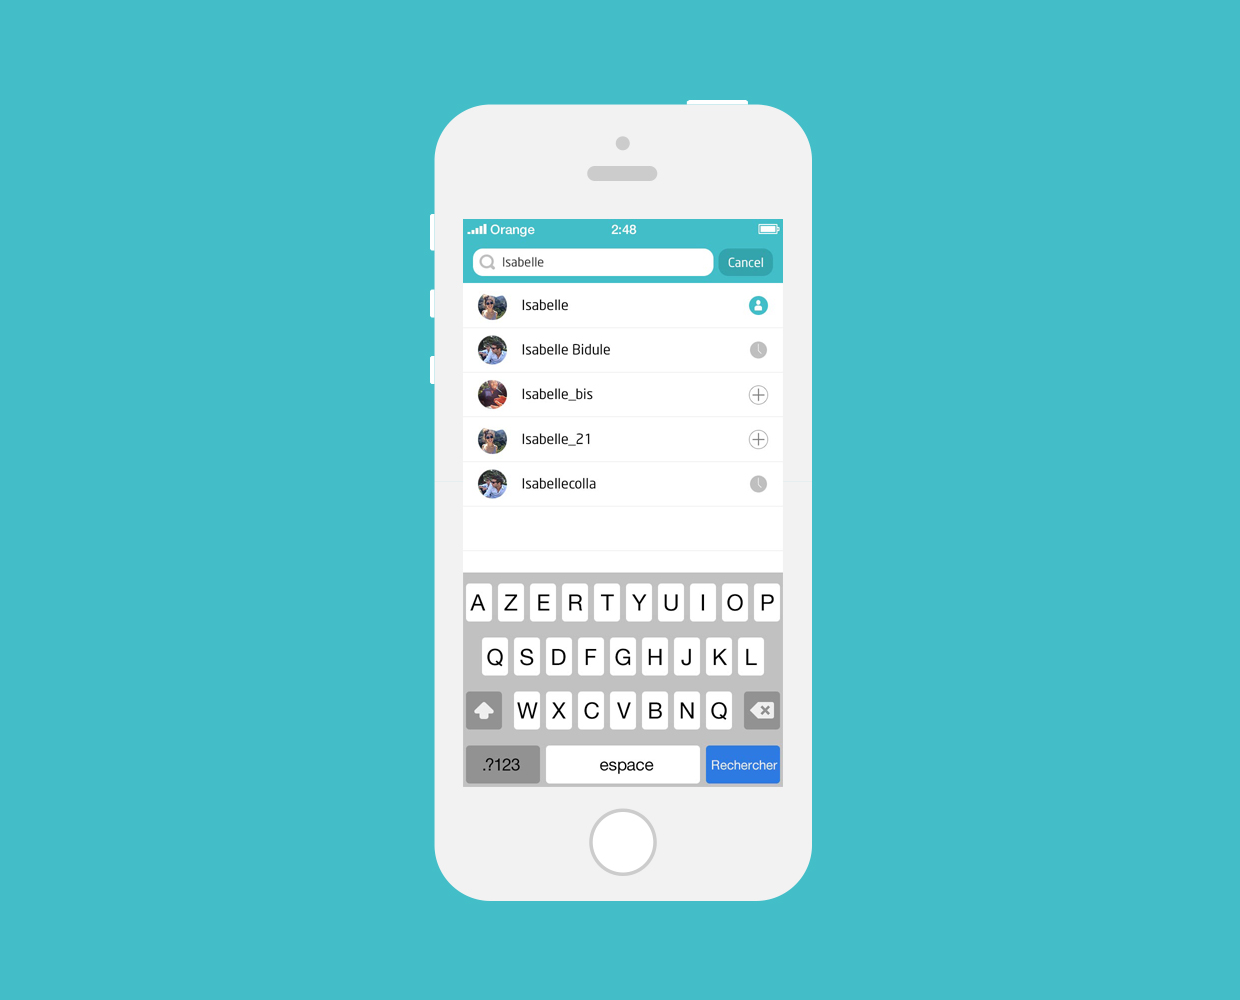 Orange 2:48
Isabelle Cancel
Isabelle
Isabelle Bidule
Isabelle_bis
Isabelle_21
Isabellecolla
A Z E R T Y U I O P
Q S D F G H J K L
W X C V B N Q
.?123 espace Rechercher